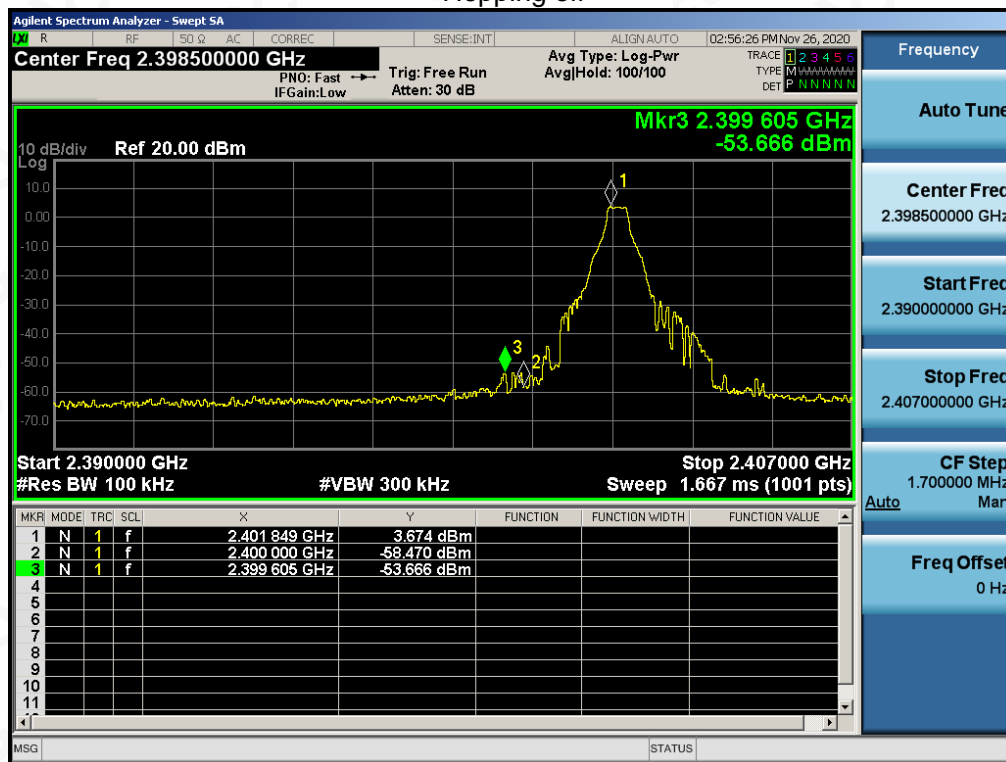 Agilent Spectrum Analyzer - Swept SA
LXI R RF 50 Ω AC CORREC SENSE:INT ALIGN AUTO 02:56:26 PM Nov 26, 2020
Center Freq 2.398500000 GHz
PNO: Fast
IFGain:Low
Trig: Free Run
Atten: 30 dB
Avg Type: Log-Pwr
Avg|Hold: 100/100
TRACE 1 2 3 4 5 6
TYPE M WWWWW
DET P N N N N N
Mkr3 2.399 605 GHz
-53.666 dBm
10 dB/div Ref 20.00 dBm
Log
10.0
0.00
-10.0
-20.0
-30.0
-40.0
-50.0
-60.0
-70.0
1
3
2
Start 2.390000 GHz Stop 2.407000 GHz
#Res BW 100 kHz #VBW 300 kHz Sweep 1.667 ms (1001 pts)
MKR MODE TRC SCL X Y FUNCTION FUNCTION WIDTH FUNCTION VALUE
1 N 1 f 2.401 849 GHz 3.674 dBm
2 N 1 f 2.400 000 GHz -58.470 dBm
3 N 1 f 2.399 605 GHz -53.666 dBm
4
5
6
7
8
9
10
11
MSG STATUS
Frequency
Auto Tune
Center Freq
2.398500000 GHz
Start Freq
2.390000000 GHz
Stop Freq
2.407000000 GHz
CF Step
1.700000 MHz
Auto Man
Freq Offset
0 Hz